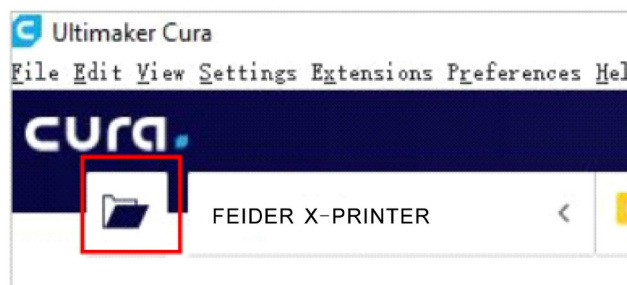 Ultimaker Cura
File Edit View Settings Extensions Preferences
cura.
FEIDER X-PRINTER